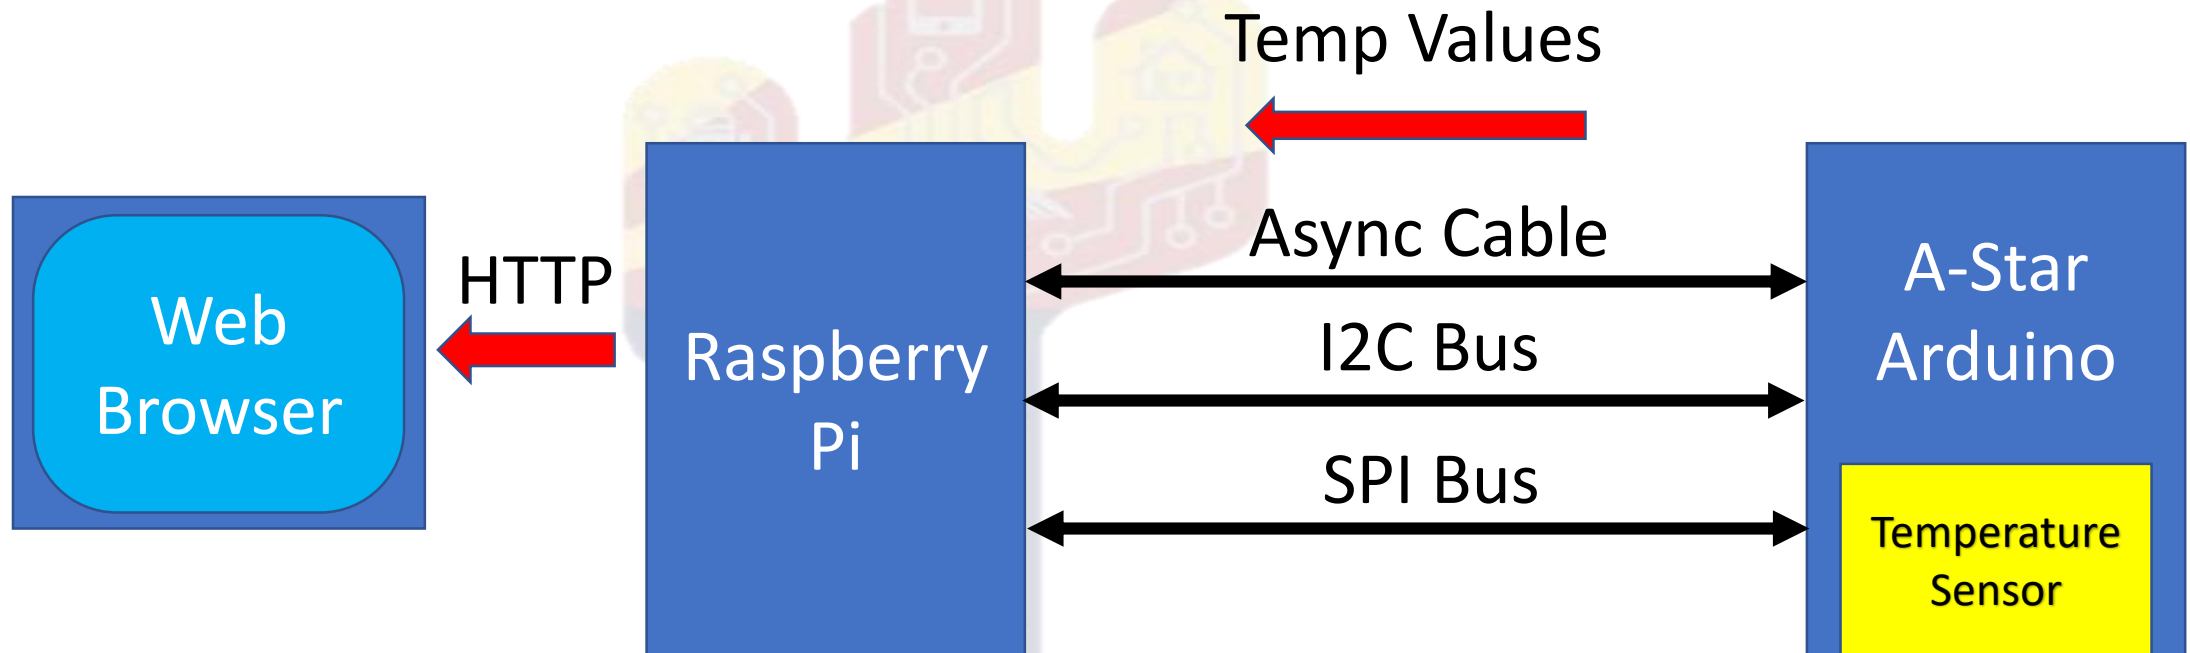 Temp Values
Web
Browser
HTTP
Raspberry
Pi
Async Cable
I2C Bus
SPI Bus
A-Star
Arduino
Temperature
Sensor